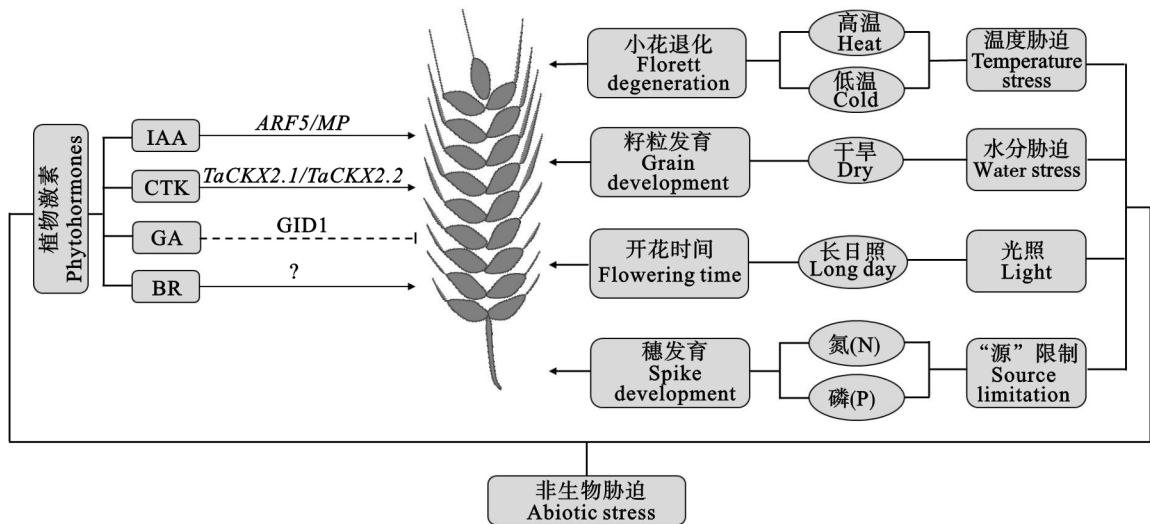 植物激素
Phytohormones
IAA
ARF5/MP
CTK
TaCKX2.1/TaCKX2.2
GA
GID1
BR
?
小花退化
Florett
degeneration
高温
Heat
低温
Cold
温度胁迫
Temperature
stress
籽粒发育
Grain
development
干旱
Dry
水分胁迫
Water stress
开花时间
Flowering time
长日照
Long day
光照
Light
穗发育
Spike
development
氮(N)
磷(P)
“源”限制
Source
limitation
非生物胁迫
Abiotic stress